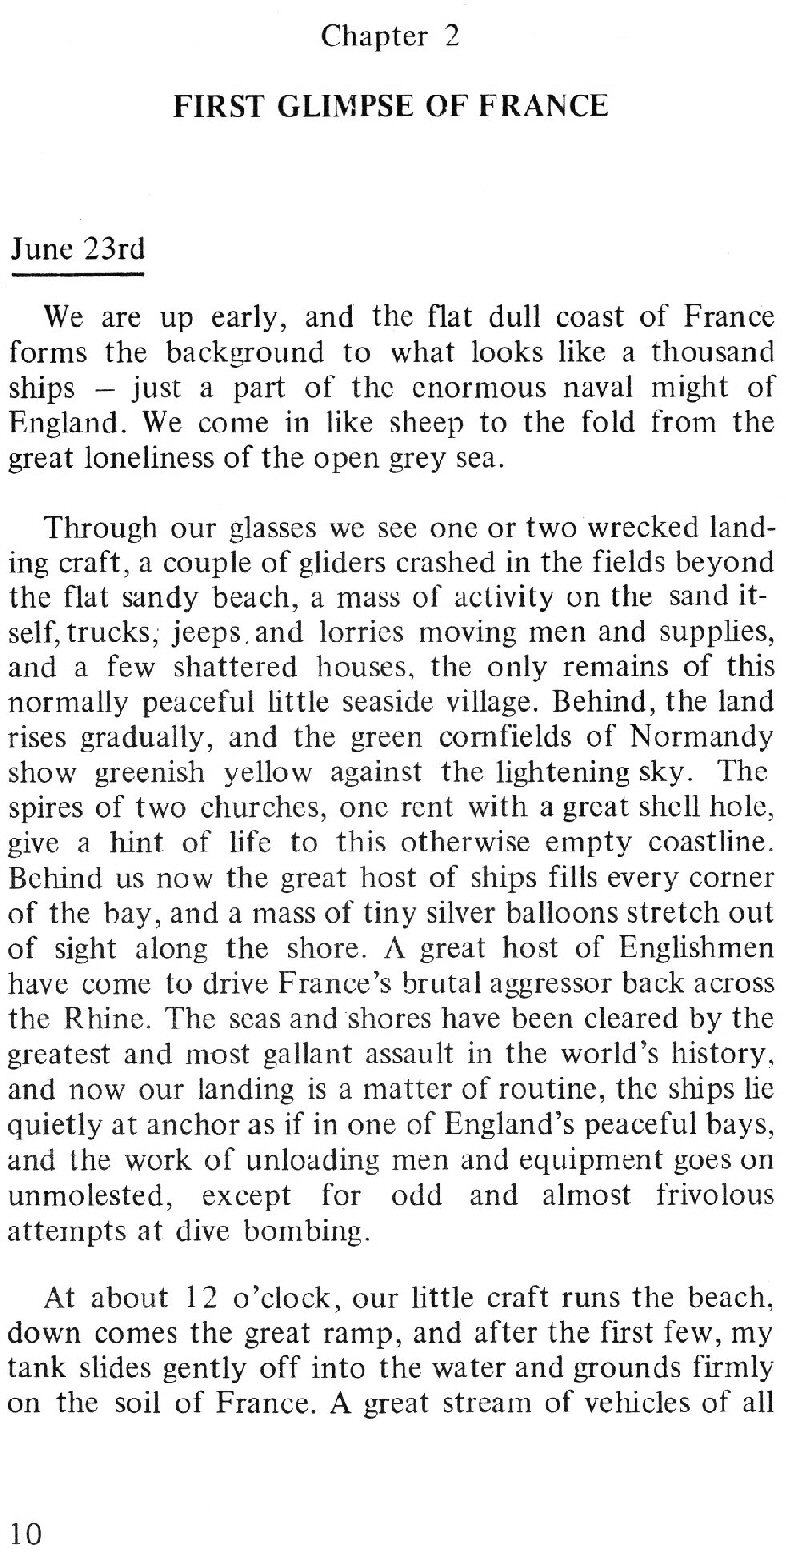 Chapter 2
FIRST GLIMPSE OF FRANCE
June 23rd
We are up early, and the flat dull coast of France
forms the background to what looks like a thousand
ships – just a part of the enormous naval might of
England. We come in like sheep to the fold from the
great loneliness of the open grey sea.
Through our glasses we see one or two wrecked land-
ing craft, a couple of gliders crashed in the fields beyond
the flat sandy beach, a mass of activity on the sand it-
self, trucks, jeeps and lorries moving men and supplies,
and a few shattered houses, the only remains of this
normally peaceful little seaside village. Behind, the land
rises gradually, and the green cornfields of Normandy
show greenish yellow against the lightening sky. The
spires of two churches, one rent with a great shell hole,
give a hint of life to this otherwise empty coastline.
Behind us now the great host of ships fills every corner
of the bay, and a mass of tiny silver balloons stretch out
of sight along the shore. A great host of Englishmen
have come to drive France's brutal aggressor back across
the Rhine. The seas and shores have been cleared by the
greatest and most gallant assault in the world's history,
and now our landing is a matter of routine, the ships lie
quietly at anchor as if in one of England's peaceful bays,
and the work of unloading men and equipment goes on
unmolested, except for odd and almost frivolous
attempts at dive bombing.
At about 12 o'clock, our little craft runs the beach,
down comes the great ramp, and after the first few, my
tank slides gently off into the water and grounds firmly
on the soil of France. A great stream of vehicles of all
10